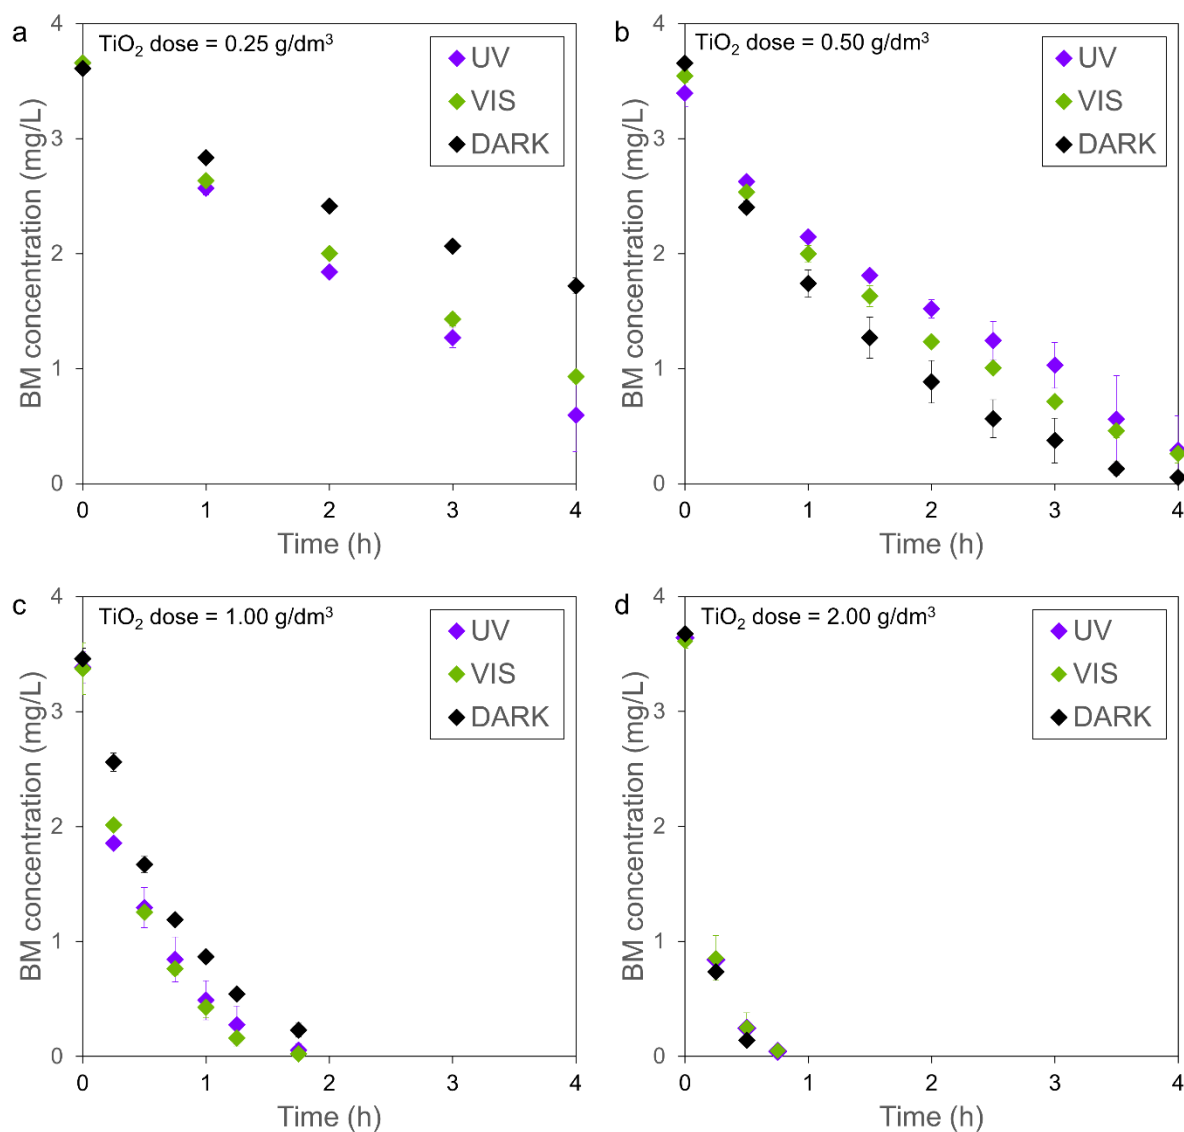 a
TiO2 dose = 0.25 g/dm3
UV
VIS
DARK
BM concentration (mg/L)
4
3
2
1
0
0 1 2 3 4
Time (h)
b
TiO2 dose = 0.50 g/dm3
UV
VIS
DARK
BM concentration (mg/L)
4
3
2
1
0
0 1 2 3 4
Time (h)
c
TiO2 dose = 1.00 g/dm3
UV
VIS
DARK
BM concentration (mg/L)
4
3
2
1
0
0 1 2 3 4
Time (h)
d
TiO2 dose = 2.00 g/dm3
UV
VIS
DARK
BM concentration (mg/L)
4
3
2
1
0
0 1 2 3 4
Time (h)